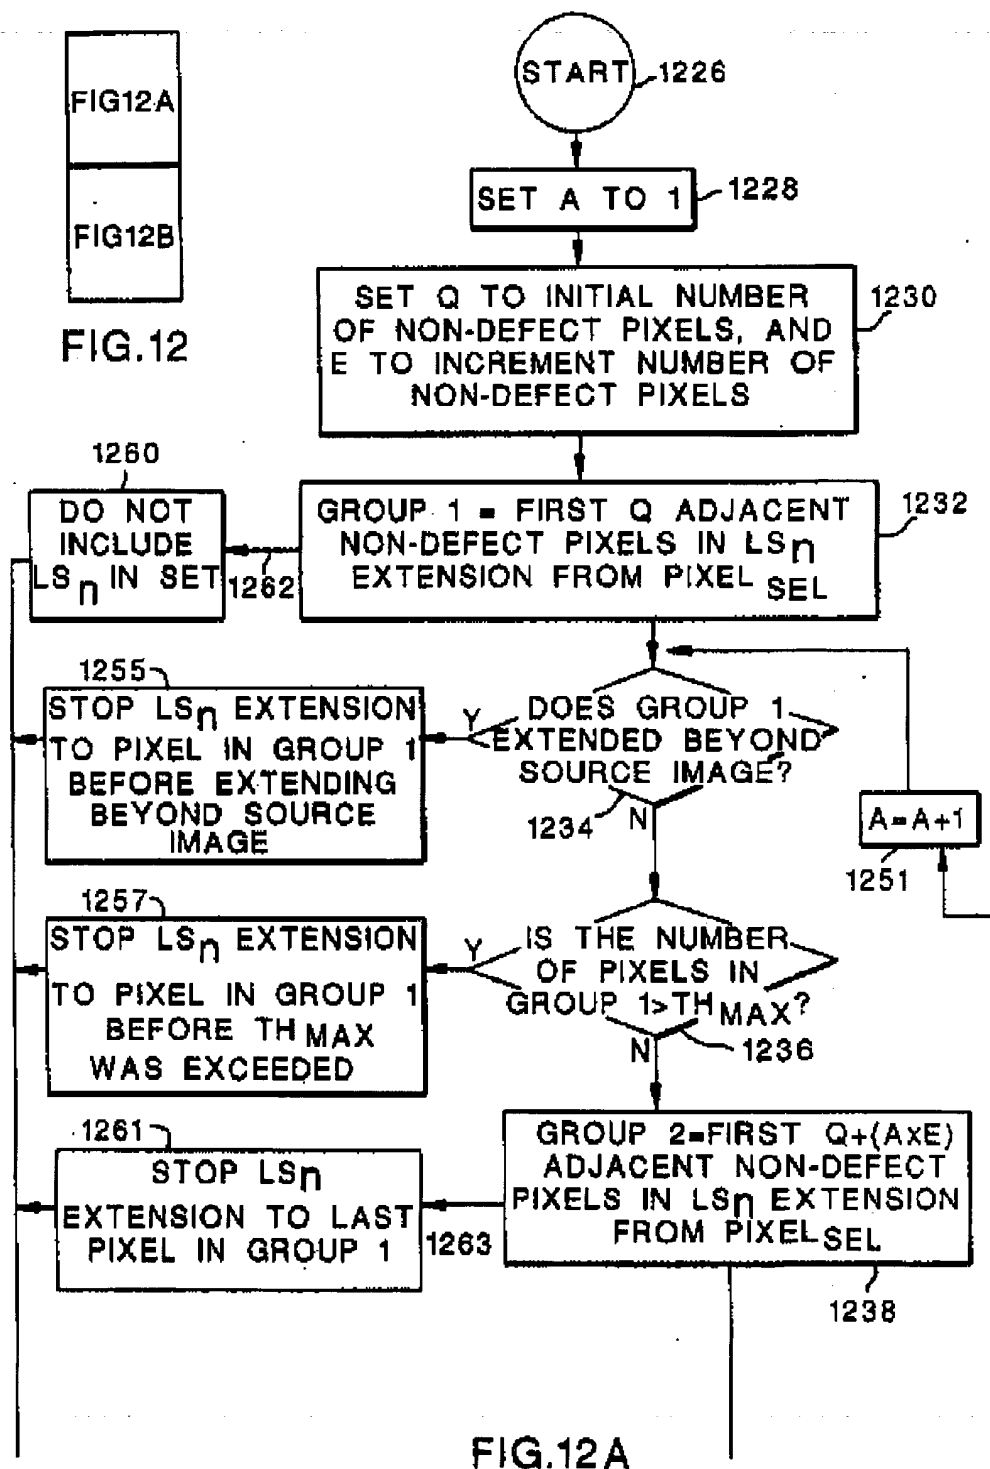 FIG12A
FIG12B
FIG.12
START
1226
SET A TO 1
1228
SET Q TO INITIAL NUMBER
OF NON-DEFECT PIXELS, AND
E TO INCREMENT NUMBER OF
NON-DEFECT PIXELS
1230
1260
DO NOT
INCLUDE
LSn IN SET
1262
GROUP 1 = FIRST Q ADJACENT
NON-DEFECT PIXELS IN LSn
EXTENSION FROM PIXEL SEL
1232
1255
STOP LSn EXTENSION
TO PIXEL IN GROUP 1
BEFORE EXTENDING
BEYOND SOURCE
IMAGE
Y
DOES GROUP 1
EXTENDED BEYOND
SOURCE IMAGE?
1234
N
A=A+1
1251
1257
STOP LSn EXTENSION
TO PIXEL IN GROUP 1
BEFORE TH MAX
WAS EXCEEDED
Y
IS THE NUMBER
OF PIXELS IN
GROUP 1>TH MAX?
N
1236
1261
STOP LSn
EXTENSION TO LAST
PIXEL IN GROUP 1
1263
GROUP 2=FIRST Q+(AxE)
ADJACENT NON-DEFECT
PIXELS IN LSn EXTENSION
FROM PIXEL SEL
1238
FIG.12A